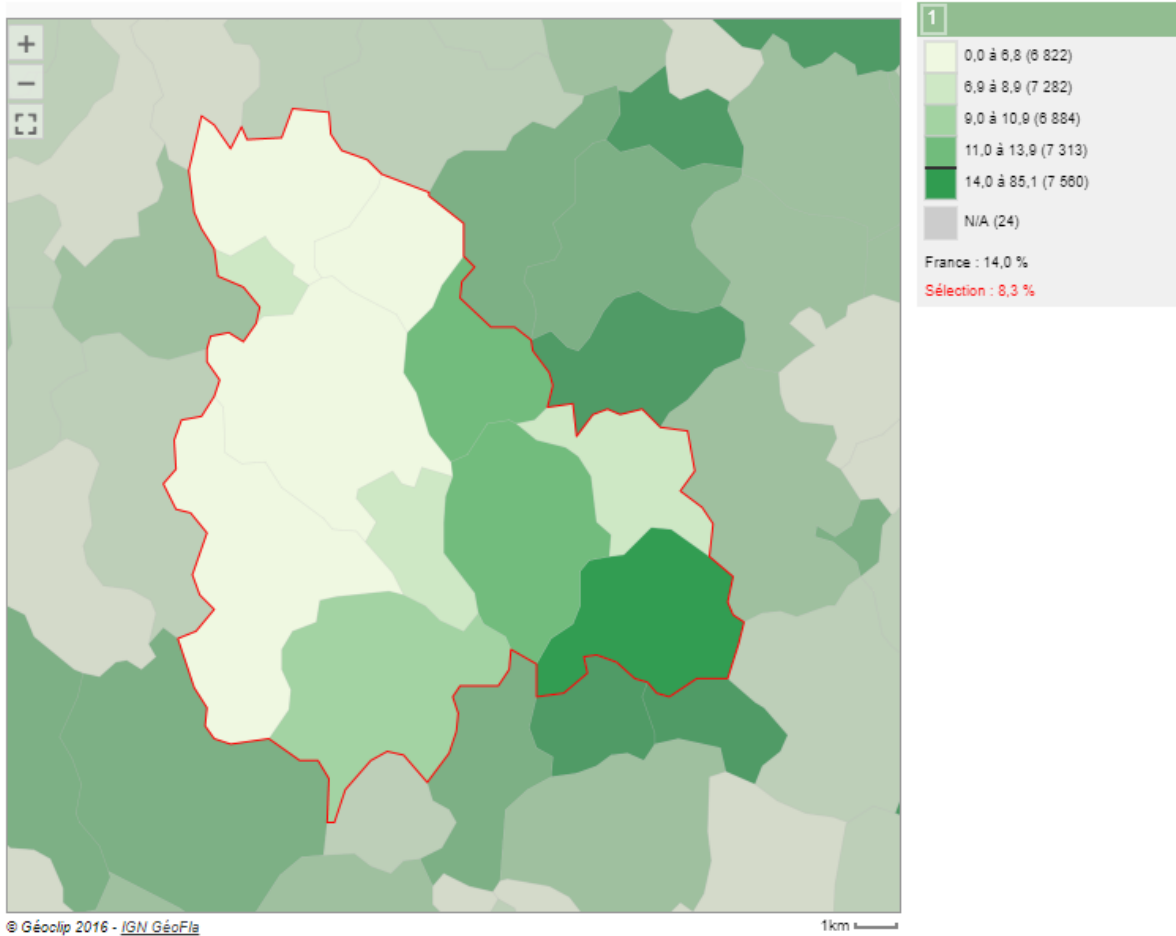 +
−
1
0,0 à 6,8 (6 822)
6,9 à 8,9 (7 282)
9,0 à 10,9 (6 884)
11,0 à 13,9 (7 313)
14,0 à 85,1 (7 560)
N/A (24)
France : 14,0 %
Sélection : 8,3 %
© Géoclip 2016 - IGN GéoFla
1km